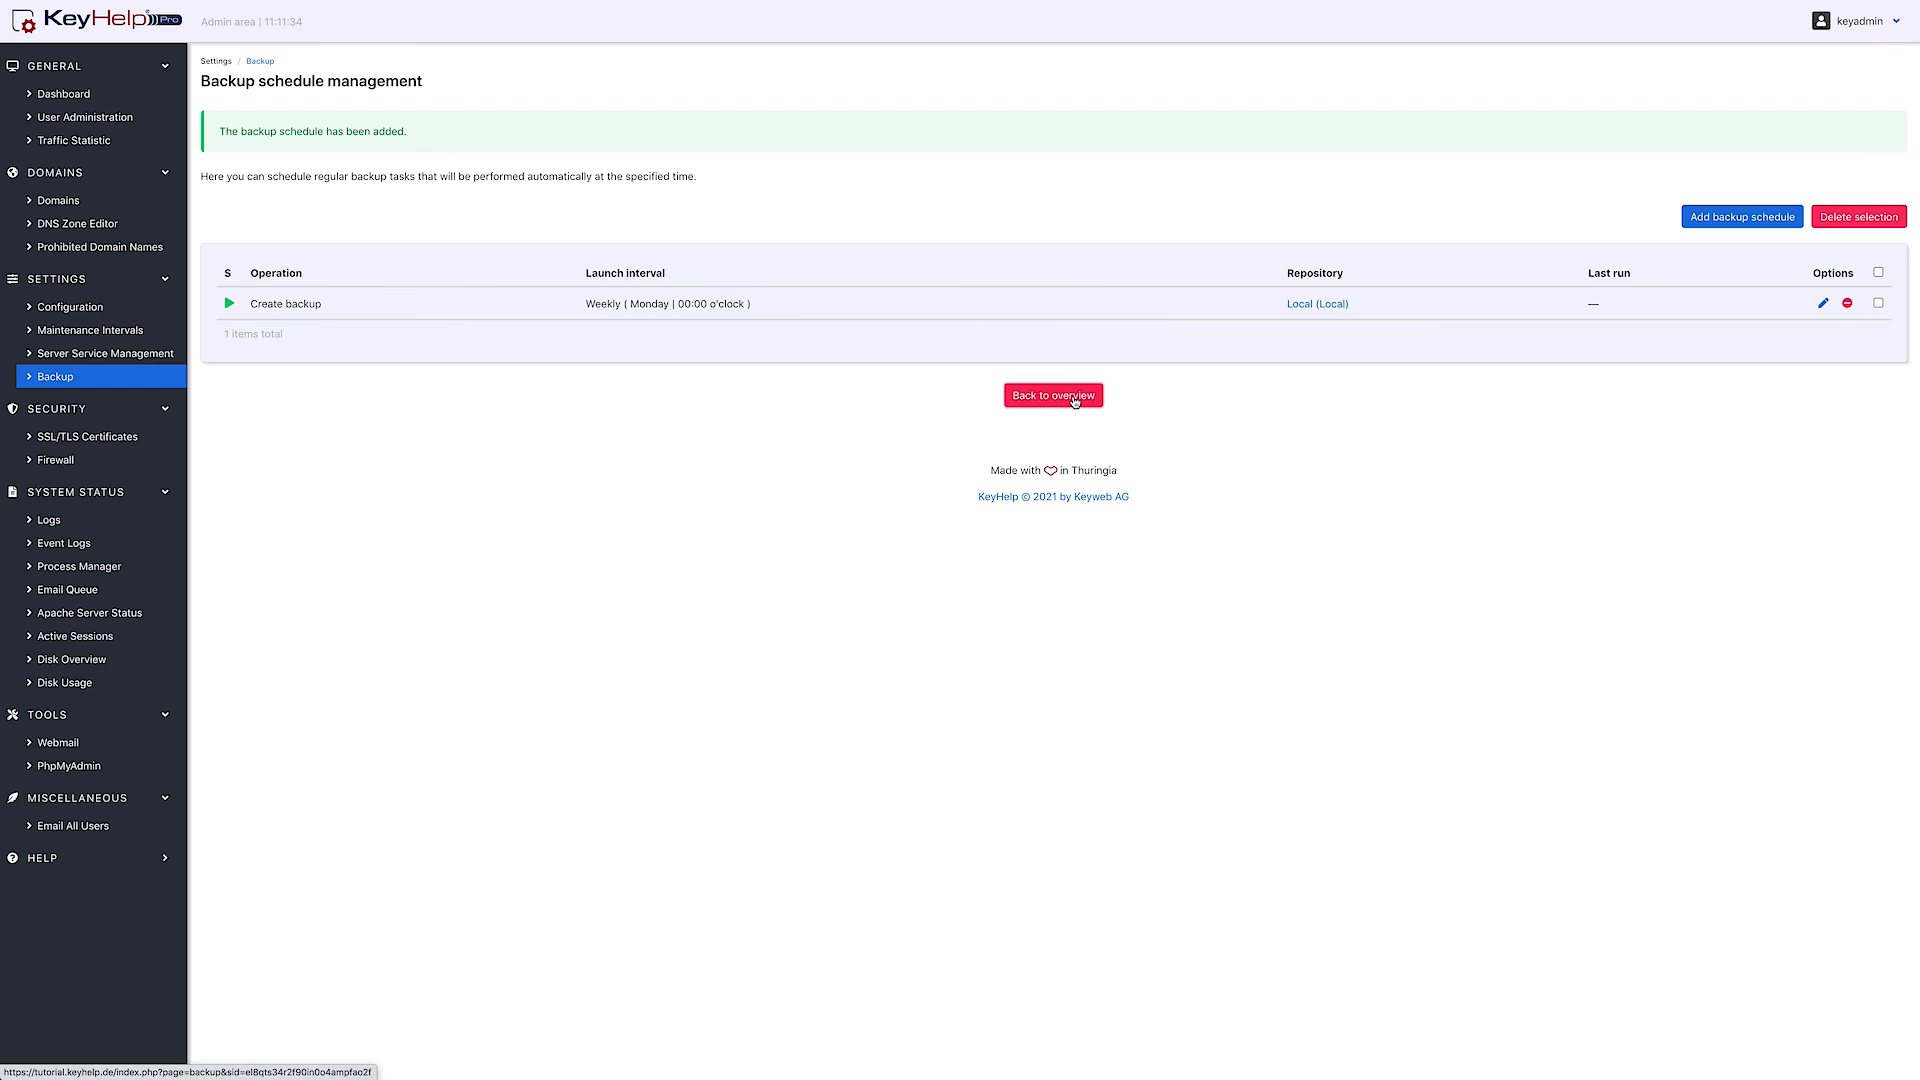 KeyHelp Pro
Admin area | 11:11:34
keyadmin
GENERAL
Dashboard
User Administration
Traffic Statistic
DOMAINS
Domains
DNS Zone Editor
Prohibited Domain Names
SETTINGS
Configuration
Maintenance Intervals
Server Service Management
Backup
SECURITY
SSL/TLS Certificates
Firewall
SYSTEM STATUS
Logs
Event Logs
Process Manager
Email Queue
Apache Server Status
Active Sessions
Disk Overview
Disk Usage
TOOLS
Webmail
PhpMyAdmin
MISCELLANEOUS
Email All Users
HELP
Settings / Backup
Backup schedule management
The backup schedule has been added.
Here you can schedule regular backup tasks that will be performed automatically at the specified time.
Add backup schedule Delete selection
S Operation Launch interval Repository Last run Options
Create backup Weekly ( Monday | 00:00 o'clock ) Local (Local) —
1 items total
Back to overview
Made with in Thuringia
KeyHelp © 2021 by Keyweb AG
https://tutorial.keyhelp.de/index.php?page=backup&sid=el8qts34r2f90in0o4ampfao2f